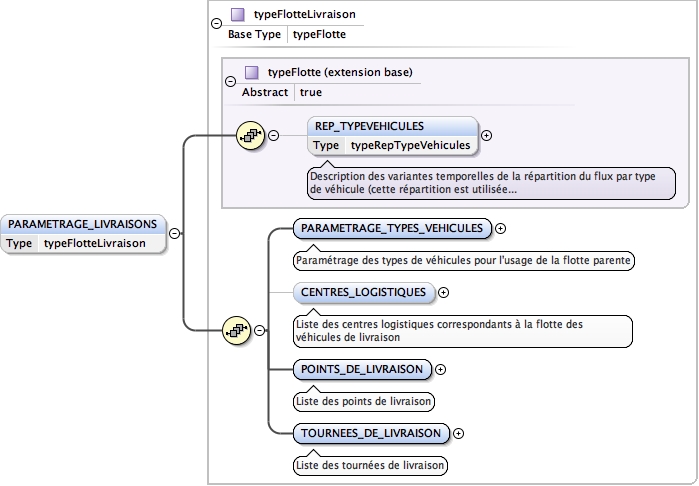 typeFlotteLivraison
Base Type typeFlotte
typeFlotte (extension base)
Abstract true
REP_TYPEVEHICULES
Type typeRepTypeVehicules
Description des variantes temporelles de la répartition du flux par type
de véhicule (cette répartition est utilisée...
PARAMETRAGE_LIVRAISONS
Type typeFlotteLivraison
PARAMETRAGE_TYPES_VEHICULES
Paramétrage des types de véhicules pour l'usage de la flotte parente
CENTRES_LOGISTIQUES
Liste des centres logistiques correspondants à la flotte des
véhicules de livraison
POINTS_DE_LIVRAISON
Liste des points de livraison
TOURNEES_DE_LIVRAISON
Liste des tournées de livraison